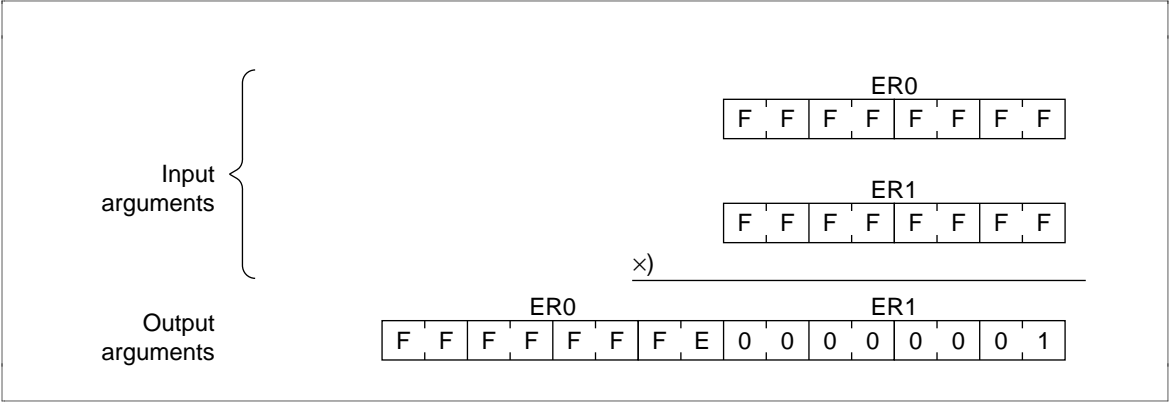 ER0
F F F F F F F F
Input
arguments
ER1
F F F F F F F F
×)
ER0 ER1
Output
arguments
F F F F F F F E 0 0 0 0 0 0 0 1